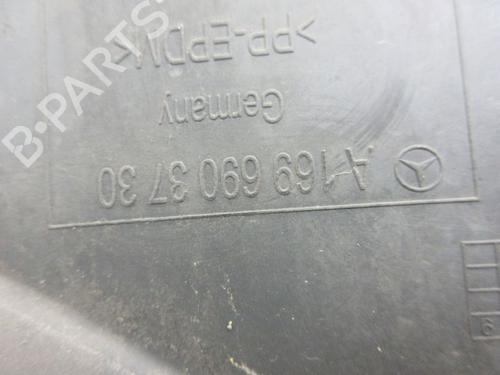 A 169 690 37 30
Germany
>PP-EPDM<
B-PARTS